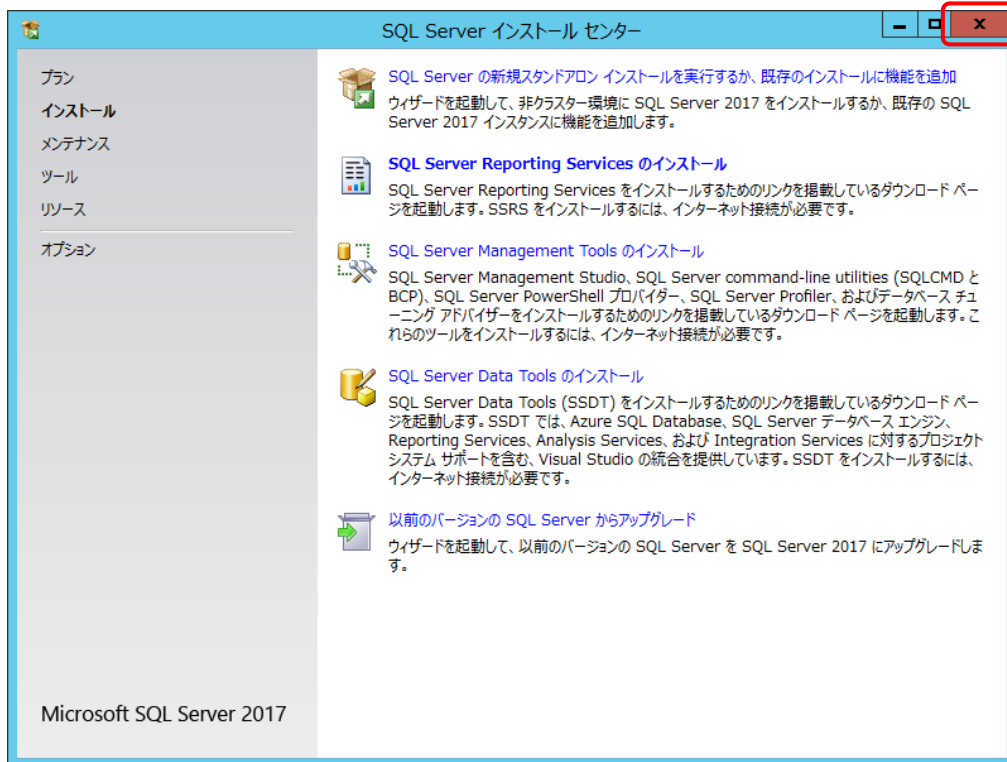 SQL Server インストール センター
プラン
インストール
メンテナンス
ツール
リソース
オプション
Microsoft SQL Server 2017
SQL Server の新規スタンドアロン インストールを実行するか、既存のインストールに機能を追加
ウィザードを起動して、非クラスター環境に SQL Server 2017 をインストールするか、既存の SQL
Server 2017 インスタンスに機能を追加します。
SQL Server Reporting Services のインストール
SQL Server Reporting Services をインストールするためのリンクを掲載しているダウンロード ペー
ジを起動します。SSRS をインストールするには、インターネット接続が必要です。
SQL Server Management Tools のインストール
SQL Server Management Studio、SQL Server command-line utilities (SQLCMD と
BCP)、SQL Server PowerShell プロバイダー、SQL Server Profiler、およびデータベース チュ
ーニング アドバイザーをインストールするためのリンクを掲載しているダウンロード ページを起動します。こ
れらのツールをインストールするには、インターネット接続が必要です。
SQL Server Data Tools のインストール
SQL Server Data Tools (SSDT) をインストールするためのリンクを掲載しているダウンロード ペー
ジを起動します。SSDT では、Azure SQL Database、SQL Server データベース エンジン、
Reporting Services、Analysis Services、および Integration Services に対するプロジェクト
システム サポートを含む、Visual Studio の統合を提供しています。SSDT をインストールするには、
インターネット接続が必要です。
以前のバージョンの SQL Server からアップグレード
ウィザードを起動して、以前のバージョンの SQL Server を SQL Server 2017 にアップグレードしま
す。